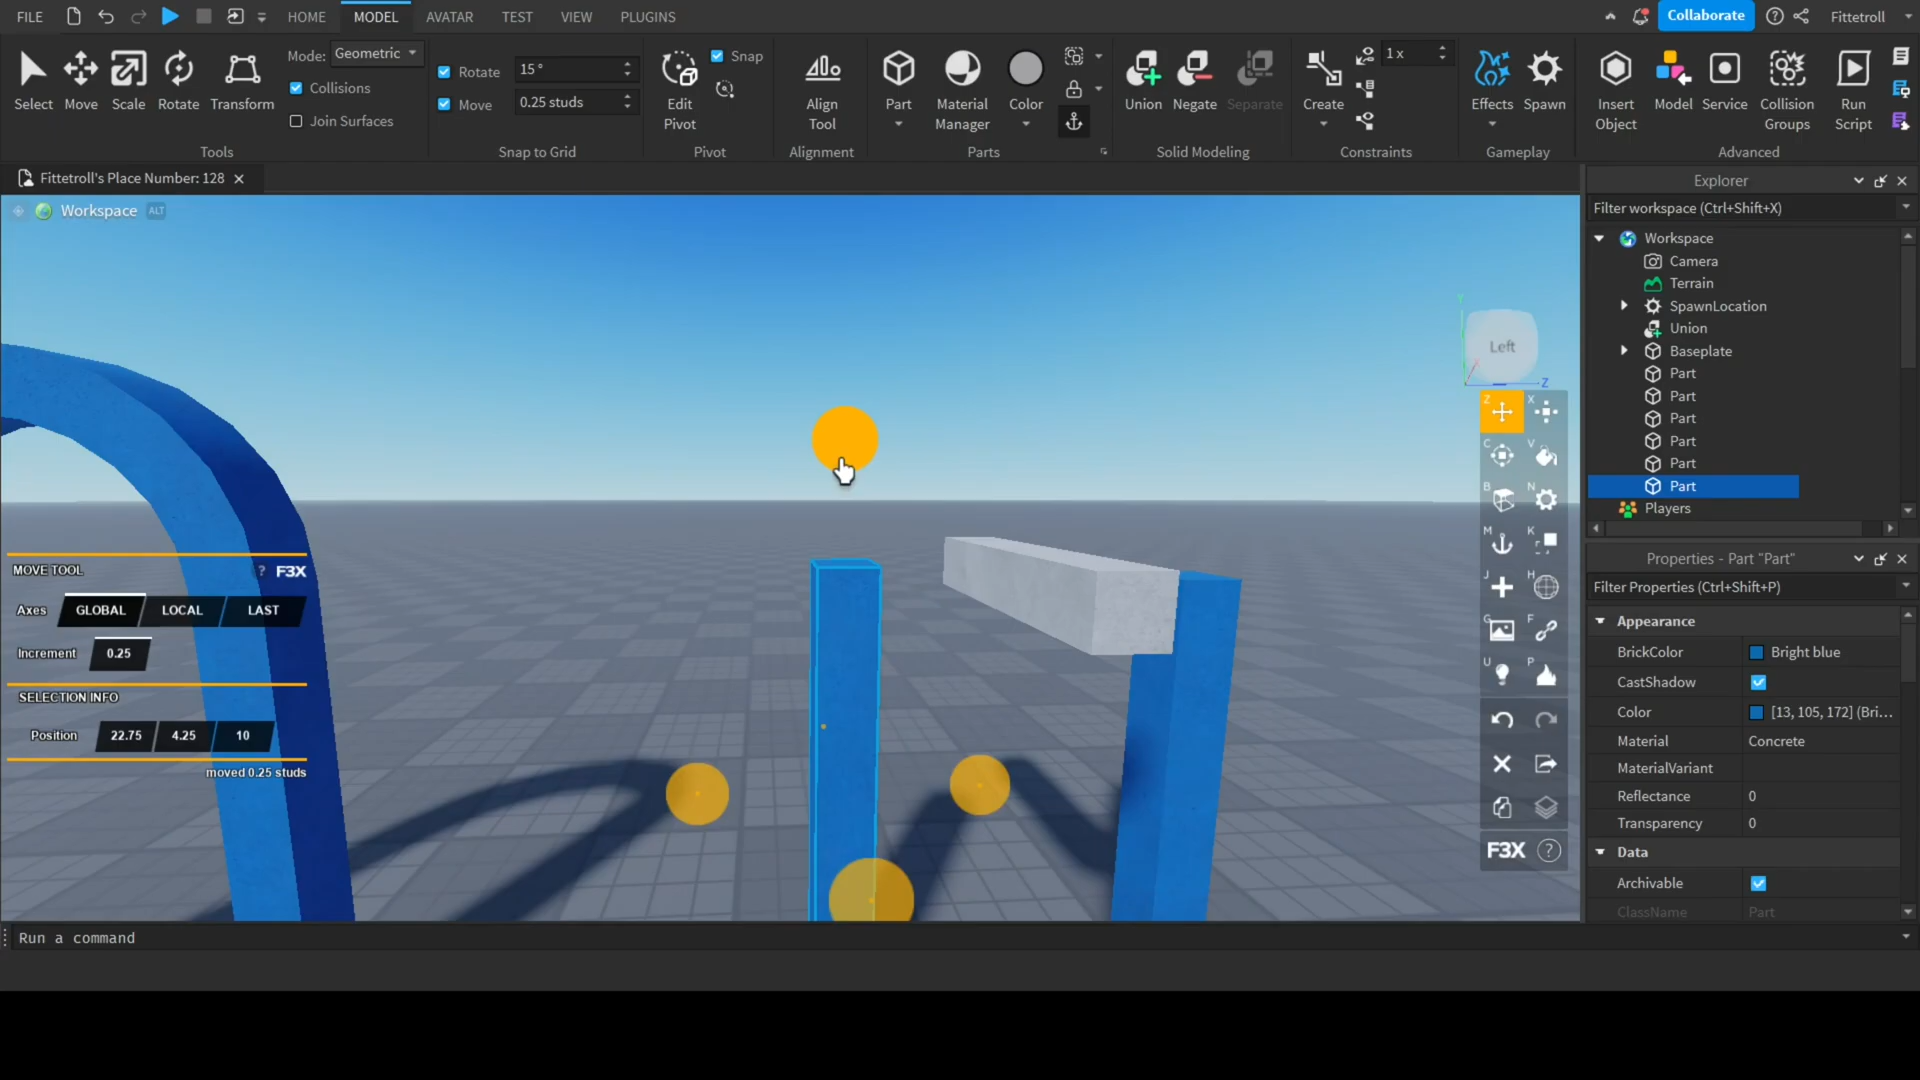 FILE
HOME
MODEL
AVATAR
TEST
VIEW
PLUGINS
Collaborate
Fittetroll
Select
Move
Scale
Rotate
Transform
Mode: Geometric
Collisions
Join Surfaces
Tools
Rotate 15 °
Move 0.25 studs
Snap to Grid
Edit
Pivot
Snap
Pivot
Align
Tool
Alignment
Part
Material
Manager
Color
Parts
Union
Negate
Separate
Solid Modeling
Create
1 x
Constraints
Effects
Spawn
Gameplay
Insert
Object
Model
Service
Collision
Groups
Run
Script
Advanced
Fittetroll's Place Number: 128
Workspace ALT
Left
Y
Z
MOVE TOOL ? F3X
Axes GLOBAL LOCAL LAST
Increment 0.25
SELECTION INFO
Position 22.75 4.25 10
moved 0.25 studs
Z X
C V
B N
M K
J H
G F
U P
F3X ?
Explorer
Filter workspace (Ctrl+Shift+X)
Workspace
Camera
Terrain
SpawnLocation
Union
Baseplate
Part
Part
Part
Part
Part
Part
Players
Properties - Part "Part"
Filter Properties (Ctrl+Shift+P)
Appearance
BrickColor Bright blue
CastShadow
Color [13, 105, 172] (Bri...
Material Concrete
MaterialVariant
Reflectance 0
Transparency 0
Data
Archivable
ClassName Part
Run a command